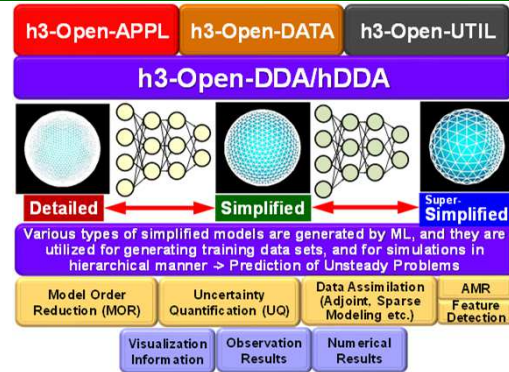 h3-Open-APPL h3-Open-DATA h3-Open-UTIL
h3-Open-DDA/hDDA
Detailed Simplified Super-Simplified
Various types of simplified models are generated by ML, and they are
utilized for generating training data sets, and for simulations in
hierarchical manner -> Prediction of Unsteady Problems
Model Order
Reduction (MOR)
Uncertainty
Quantification (UQ)
Data Assimilation
(Adjoint, Sparse
Modeling etc.)
AMR
Feature
Detection
Visualization
Information
Observation
Results
Numerical
Results